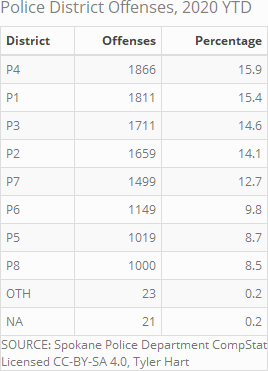 Police District Offenses, 2020 YTD
District Offenses Percentage
P4 1866 15.9
P1 1811 15.4
P3 1711 14.6
P2 1659 14.1
P7 1499 12.7
P6 1149 9.8
P5 1019 8.7
P8 1000 8.5
OTH 23 0.2
NA 21 0.2
SOURCE: Spokane Police Department CompStat
Licensed CC-BY-SA 4.0, Tyler Hart